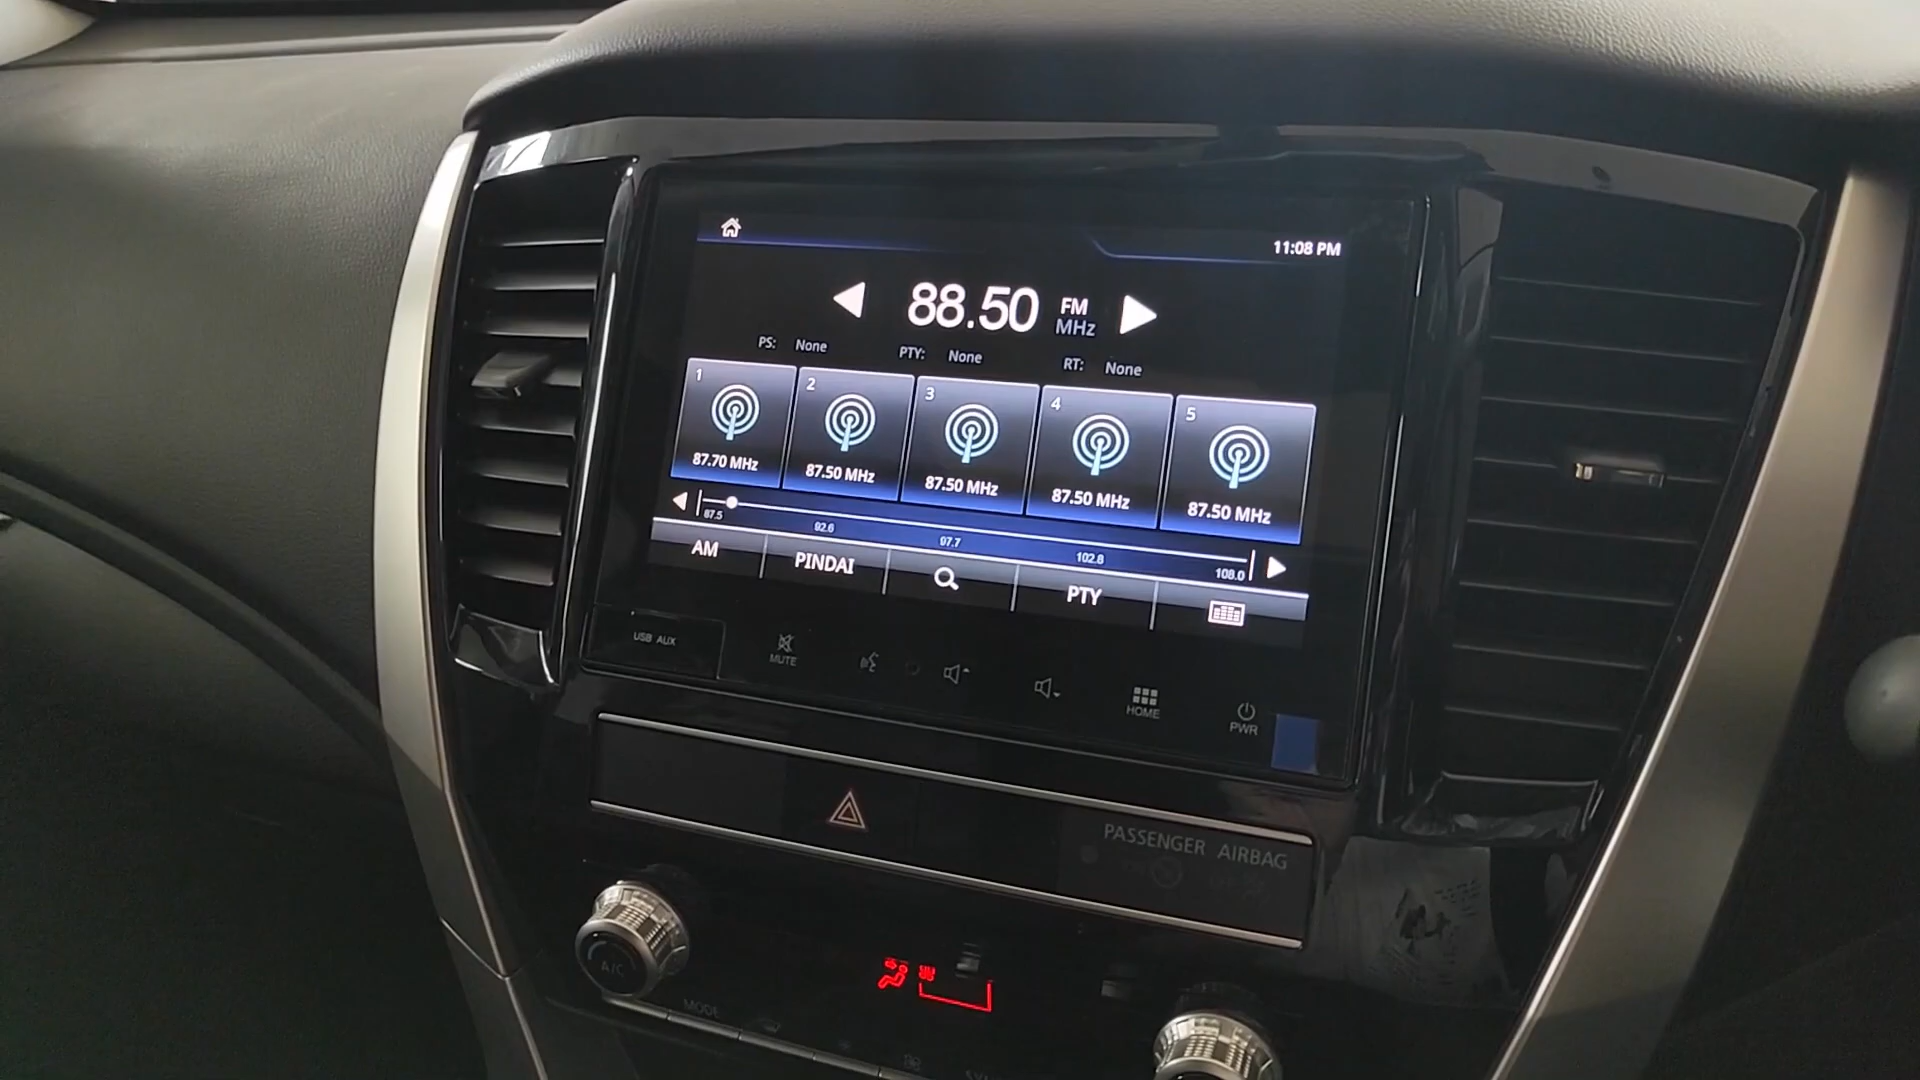 11:08 PM
88.50 FM MHz
PS: None PTY: None RT: None
1 2 3 4 5
87.70 MHz 87.50 MHz 87.50 MHz 87.50 MHz 87.50 MHz
87.5 92.6 97.7 102.8 108.0
AM PINDAI PTY
USB AUX MUTE HOME PWR
PASSENGER AIRBAG
A/C
MODE